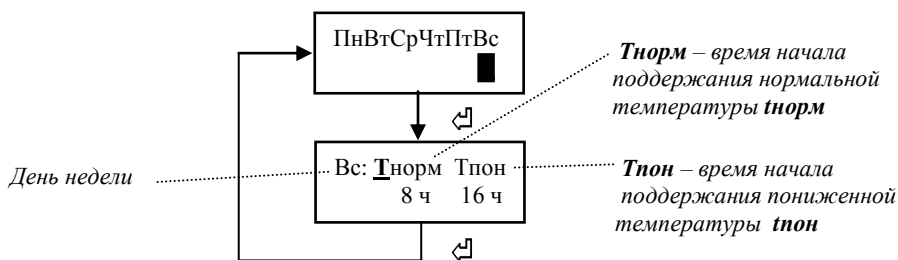 ПнВтСрЧтПтВс
Тнорм – время начала
поддержания нормальной
температуры tнорм
Вс: Тнорм Тпон
8 ч 16 ч
День недели
Тпон – время начала
поддержания пониженной
температуры tпон